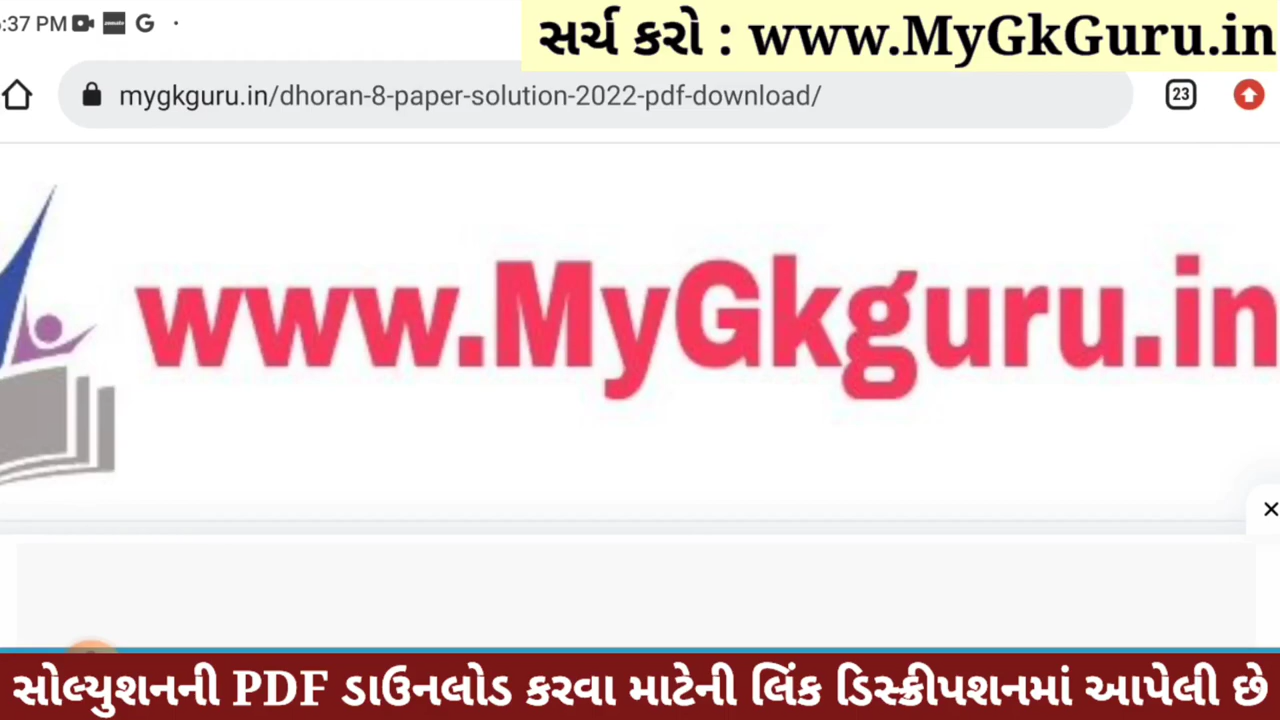 :37 PM G
સર્ચ કરો : www.MyGkGuru.in
mygkguru.in/dhoran-8-paper-solution-2022-pdf-download/
23
www.MyGkguru.in
સોલ્યુશનની PDF ડાઉનલોડ કરવા માટેની લિંક ડિસ્ક્રીપશનમાં આપેલી છે